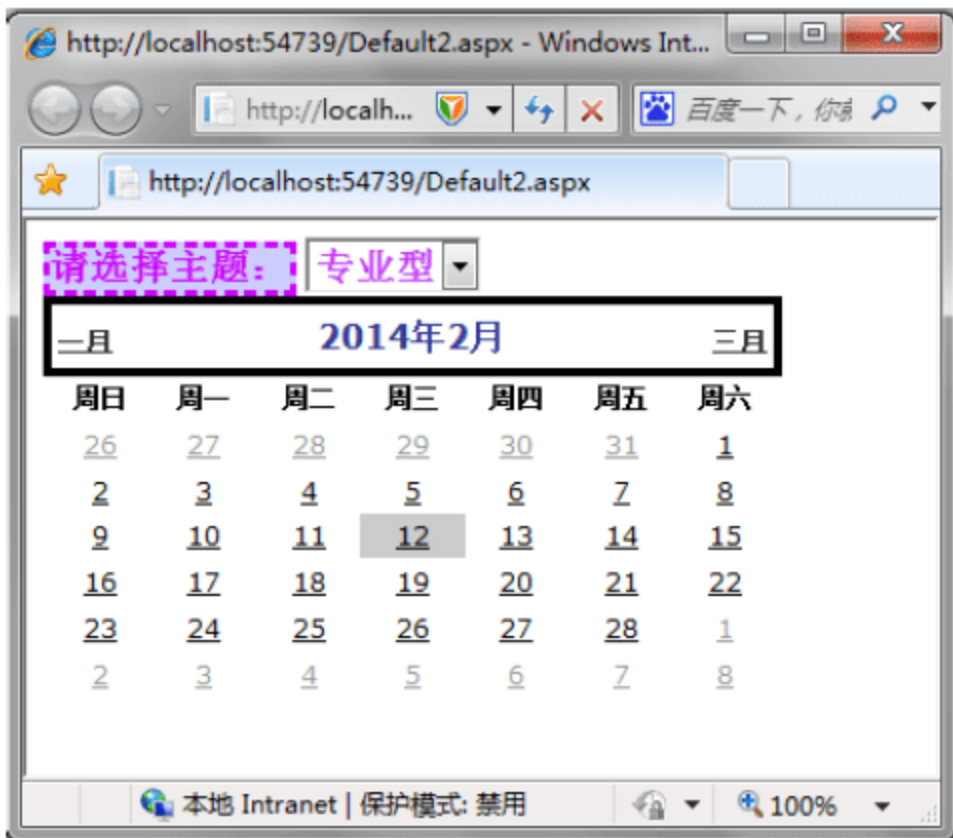 http://localhost:54739/Default2.aspx - Windows Int...
http://localh... 百度一下，你
http://localhost:54739/Default2.aspx
请选择主题： 专业型
一月 2014年2月 三月
周日 周一 周二 周三 周四 周五 周六
26 27 28 29 30 31 1
2 3 4 5 6 7 8
9 10 11 12 13 14 15
16 17 18 19 20 21 22
23 24 25 26 27 28 1
2 3 4 5 6 7 8
本地 Intranet | 保护模式: 禁用 100%